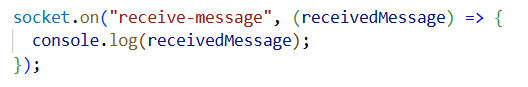 socket.on("receive-message", (receivedMessage) => {
  console.log(receivedMessage);
});